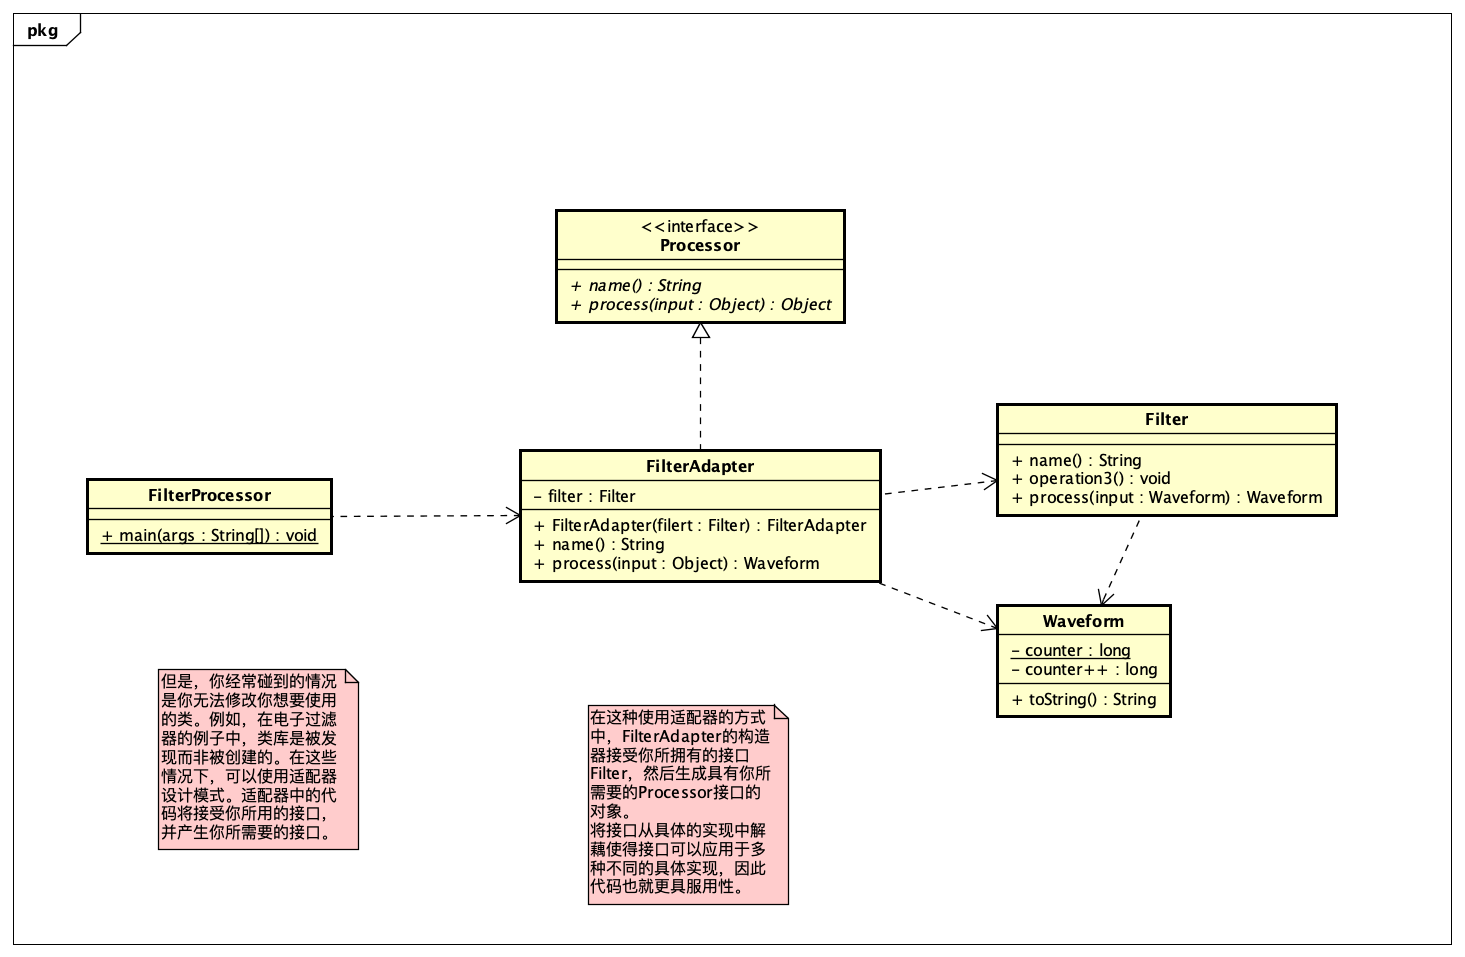 pkg
<<interface>>
Processor
+ name() : String
+ process(input : Object) : Object
Filter
+ name() : String
+ operation3() : void
+ process(input : Waveform) : Waveform
FilterAdapter
– filter : Filter
+ FilterAdapter(filert : Filter) : FilterAdapter
+ name() : String
+ process(input : Object) : Waveform
FilterProcessor
+ main(args : String[]) : void
Waveform
– counter : long
– counter++ : long
+ toString() : String
但是，你经常碰到的情况
是你无法修改你想要使用
的类。例如，在电子过滤
器的例子中，类库是被发
现而非被创建的。在这些
情况下，可以使用适配器
设计模式。适配器中的代
码将接受你所用的接口，
并产生你所需要的接口。
在这种使用适配器的方式
中，FilterAdapter的构造
器接受你所拥有的接口
Filter，然后生成具有你所
需要的Processor接口的
对象。
将接口从具体的实现中解
藕使得接口可以应用于多
种不同的具体实现，因此
代码也就更具服用性。